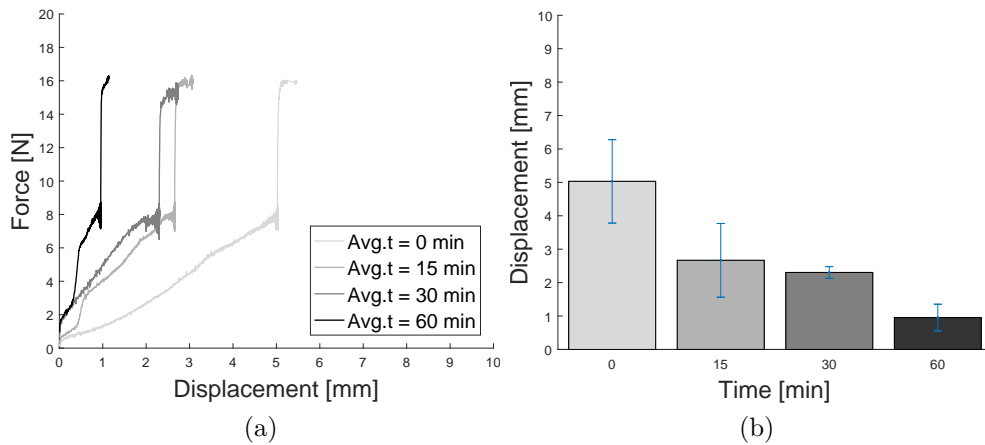 20
18
16
14
12
10
8
6
4
2
0
Force [N]
0 1 2 3 4 5 6 7 8 9 10
Displacement [mm]
Avg.t = 0 min
Avg.t = 15 min
Avg.t = 30 min
Avg.t = 60 min
(a)
10
9
8
7
6
5
4
3
2
1
0
Displacement [mm]
0 15 30 60
Time [min]
(b)